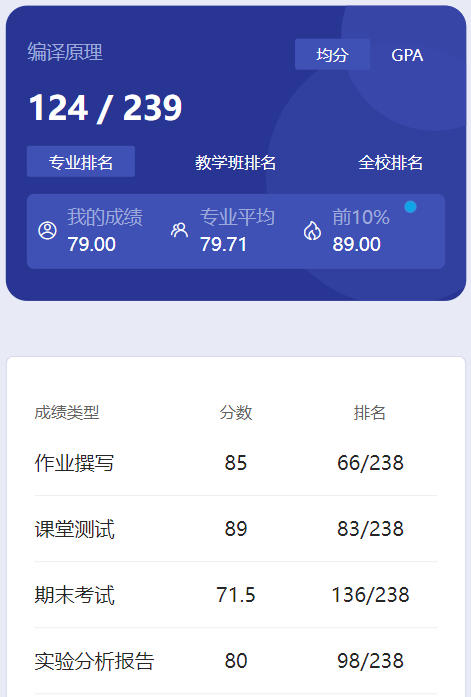 编译原理 均分 GPA
124 / 239
专业排名 教学班排名 全校排名
我的成绩 专业平均 前10%
79.00 79.71 89.00
成绩类型 分数 排名
作业撰写 85 66/238
课堂测试 89 83/238
期末考试 71.5 136/238
实验分析报告 80 98/238